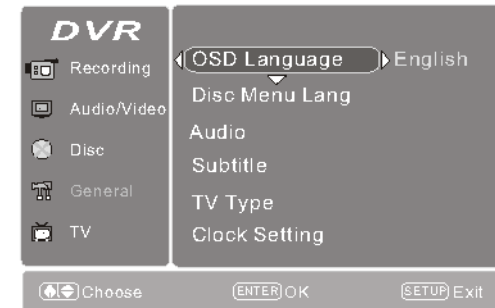 DVR
Recording
Audio/Video
Disc
General
TV
OSD Language English
Disc Menu Lang
Audio
Subtitle
TV Type
Clock Setting
Choose ENTER OK SETUP Exit